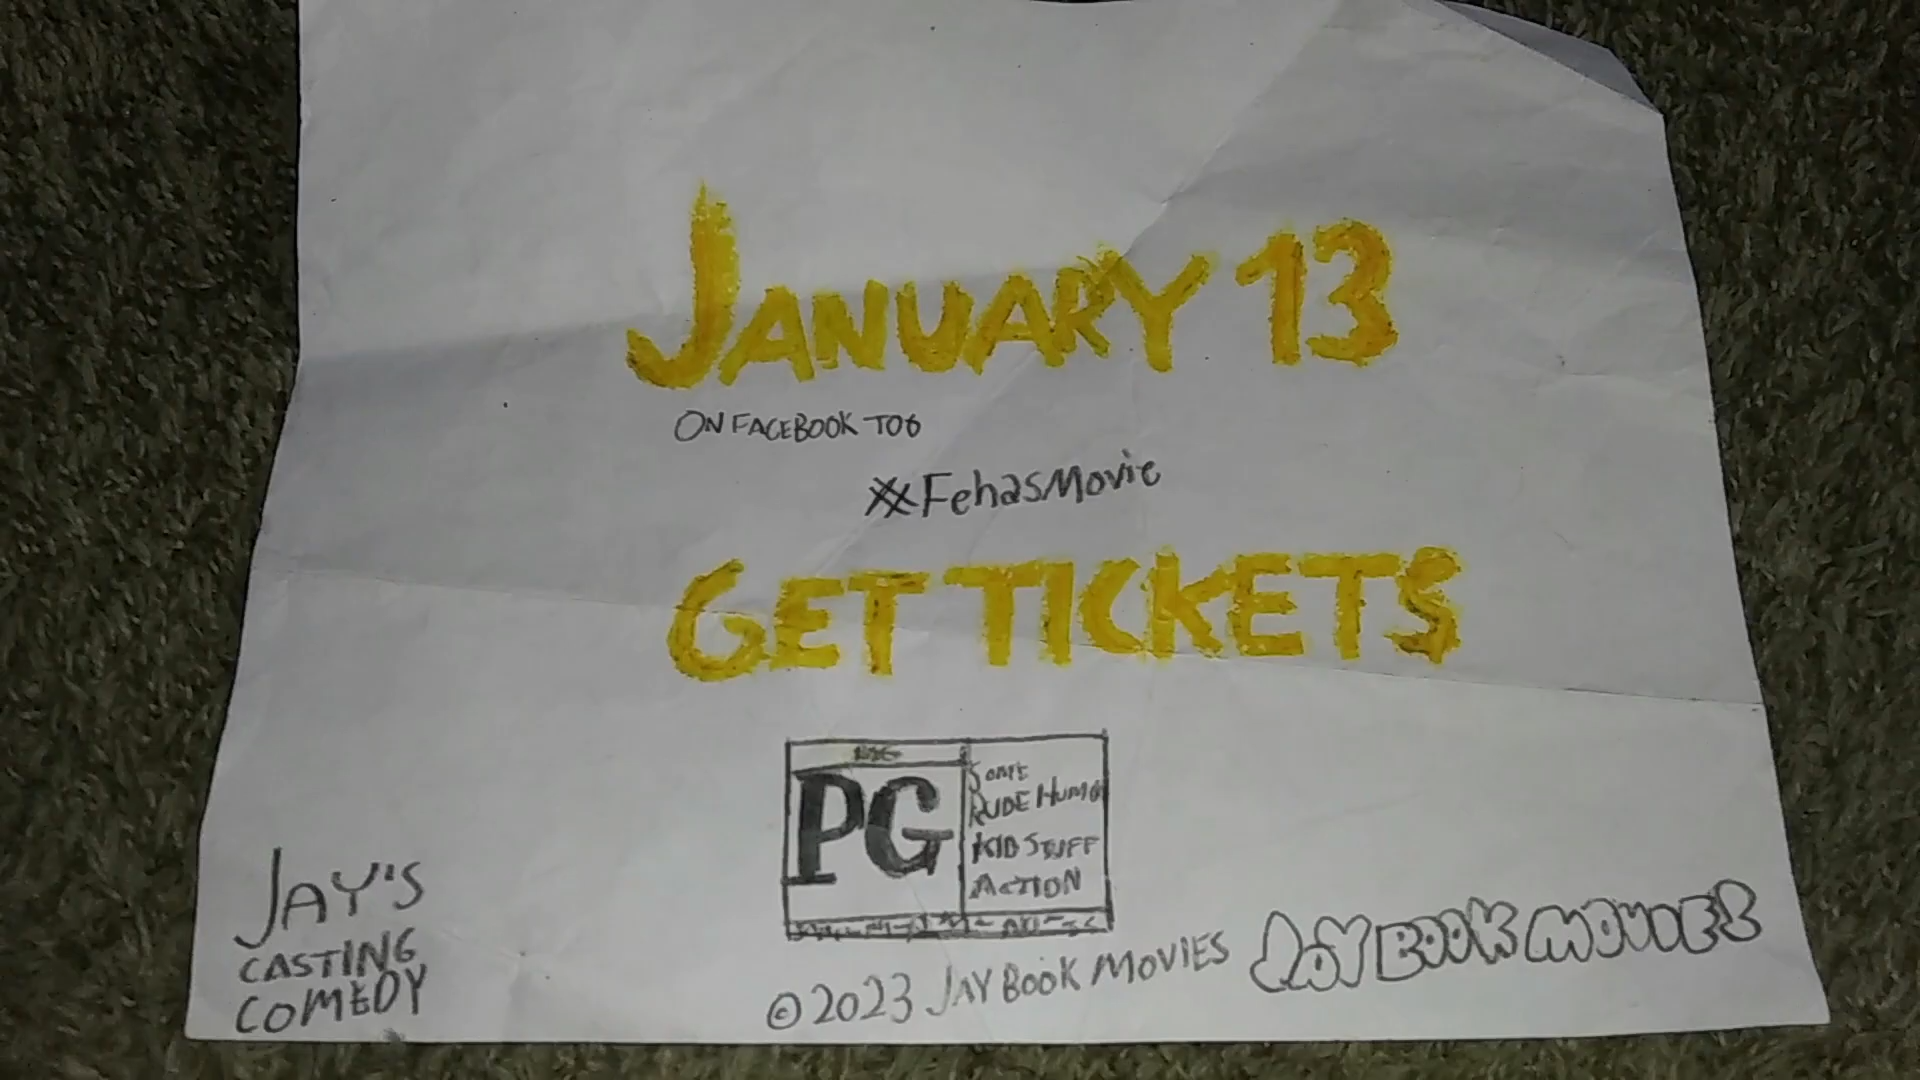 JANUARY 13
ON FACEBOOK TOO
#FehasMovie
GET TICKETS
PG
SOME
RUDE HUMO
KID STUFF
ACTION
JAY'S
CASTING
COMEDY
©2023 JAY BOOK MOVIES
JAY BOOK MOVIES